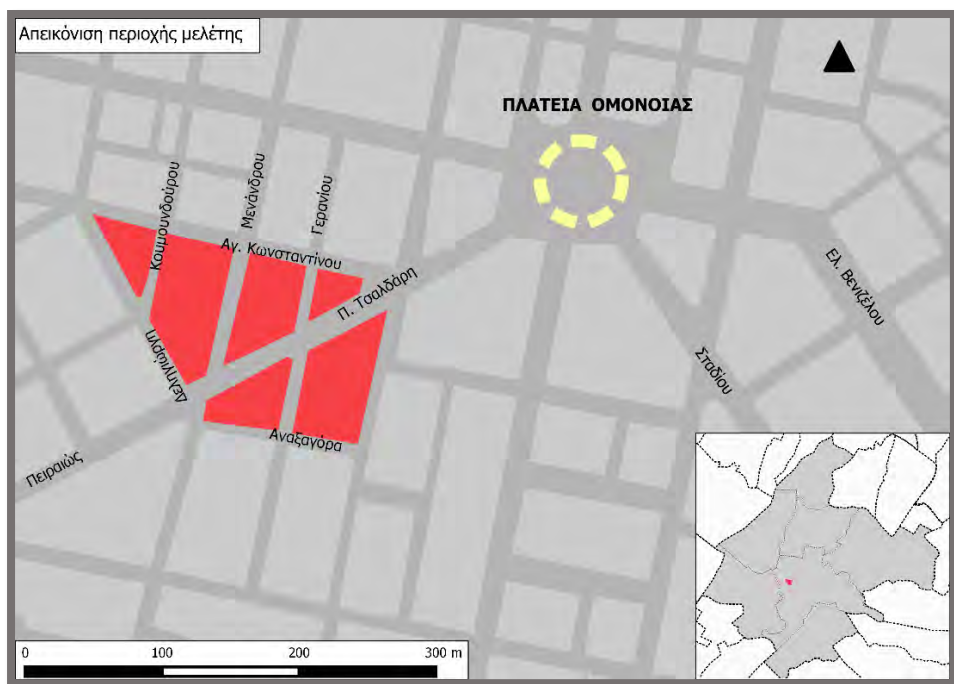 Απεικόνιση περιοχής μελέτης
ΠΛΑΤΕΙΑ ΟΜΟΝΟΙΑΣ
Κουμουνδούρου
Μενάνδρου
Γερανίου
Αγ. Κωνσταντίνου
Π. Τσαλδάρη
Ελ. Βενιζέλου
Σταδίου
Δεληγιώργη
Αναξαγόρα
Πειραιώς
0 100 200 300 m